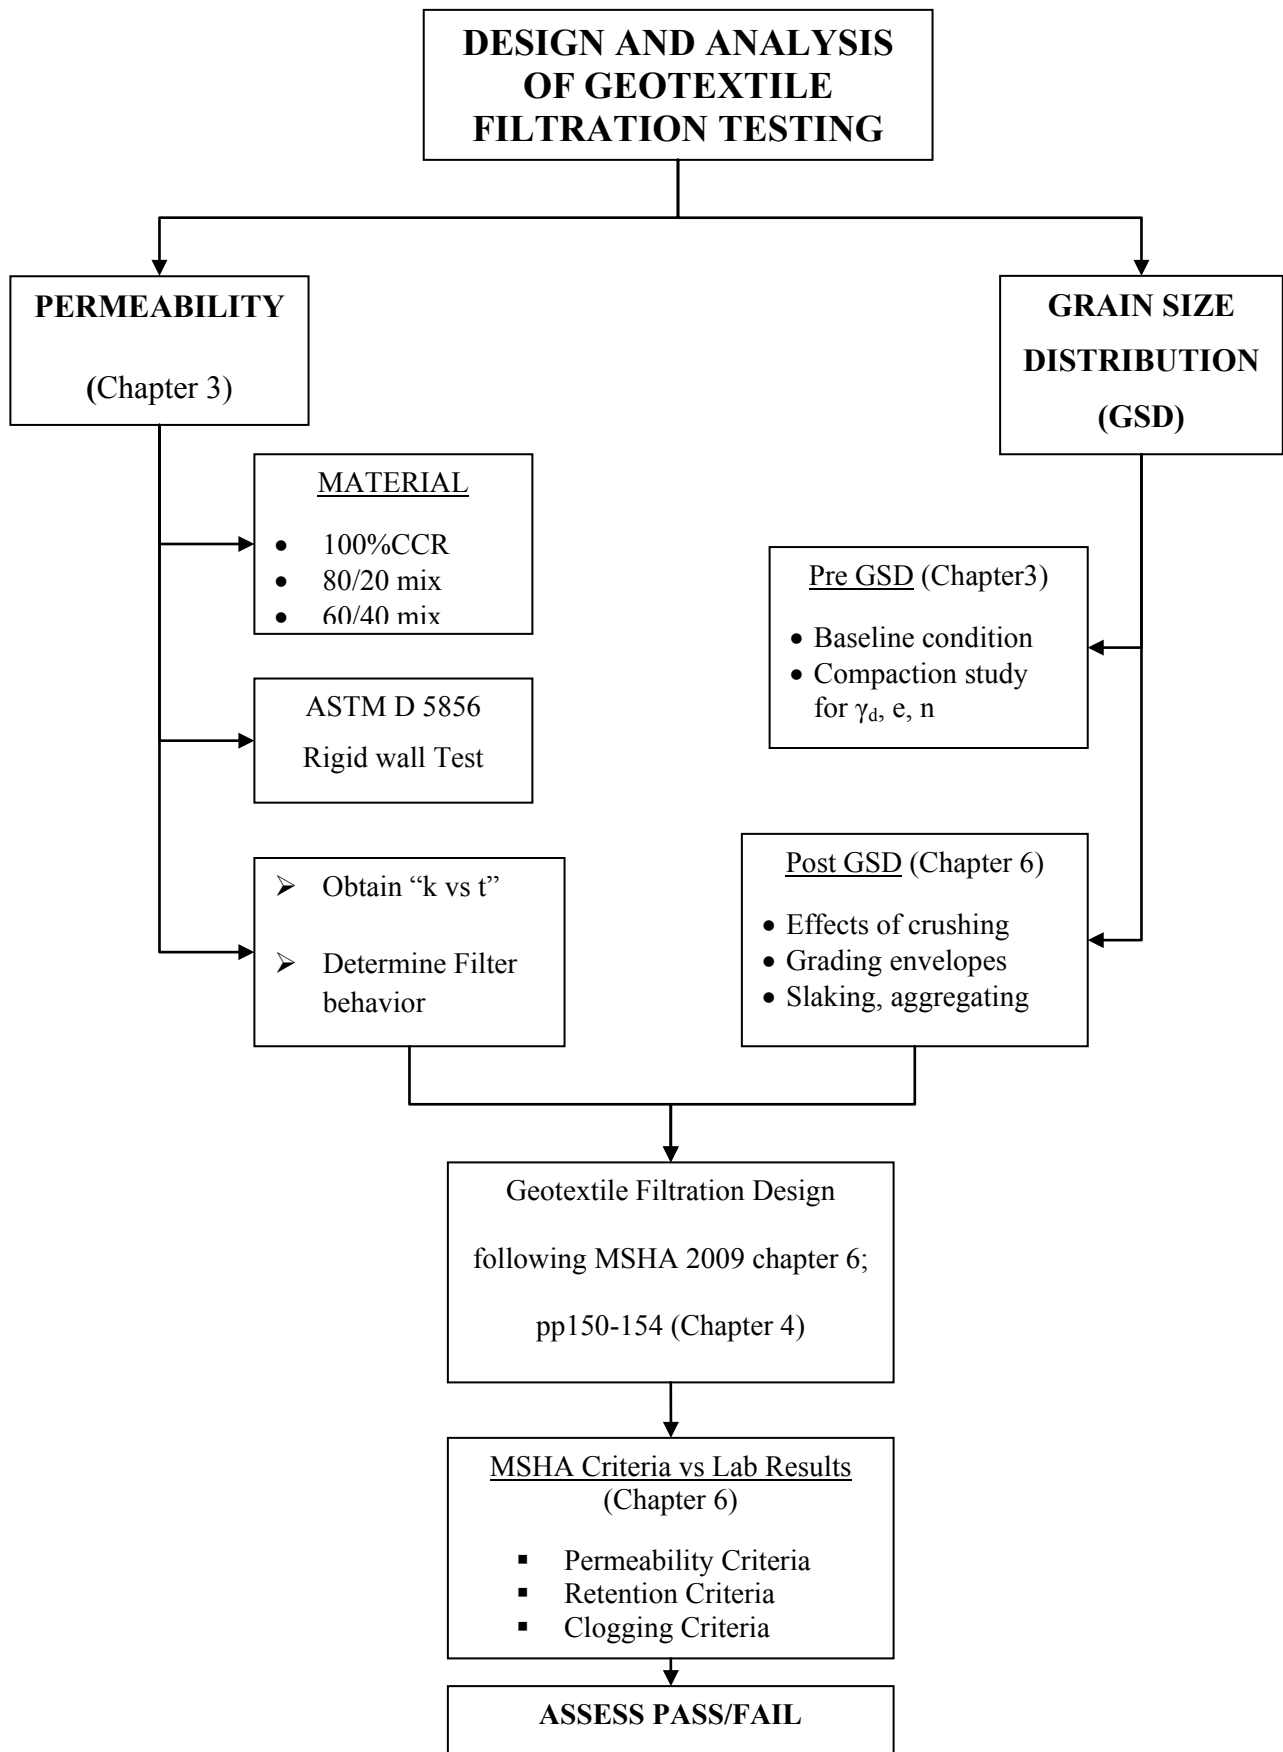 DESIGN AND ANALYSIS
OF GEOTEXTILE
FILTRATION TESTING
PERMEABILITY
(Chapter 3)
MATERIAL
• 100%CCR
• 80/20 mix
• 60/40 mix
ASTM D 5856
Rigid wall Test
➢ Obtain “k vs t”
➢ Determine Filter
behavior
GRAIN SIZE
DISTRIBUTION
(GSD)
Pre GSD (Chapter3)
• Baseline condition
• Compaction study
for γd, e, n
Post GSD (Chapter 6)
• Effects of crushing
• Grading envelopes
• Slaking, aggregating
Geotextile Filtration Design
following MSHA 2009 chapter 6;
pp150-154 (Chapter 4)
MSHA Criteria vs Lab Results
(Chapter 6)
▪ Permeability Criteria
▪ Retention Criteria
▪ Clogging Criteria
ASSESS PASS/FAIL